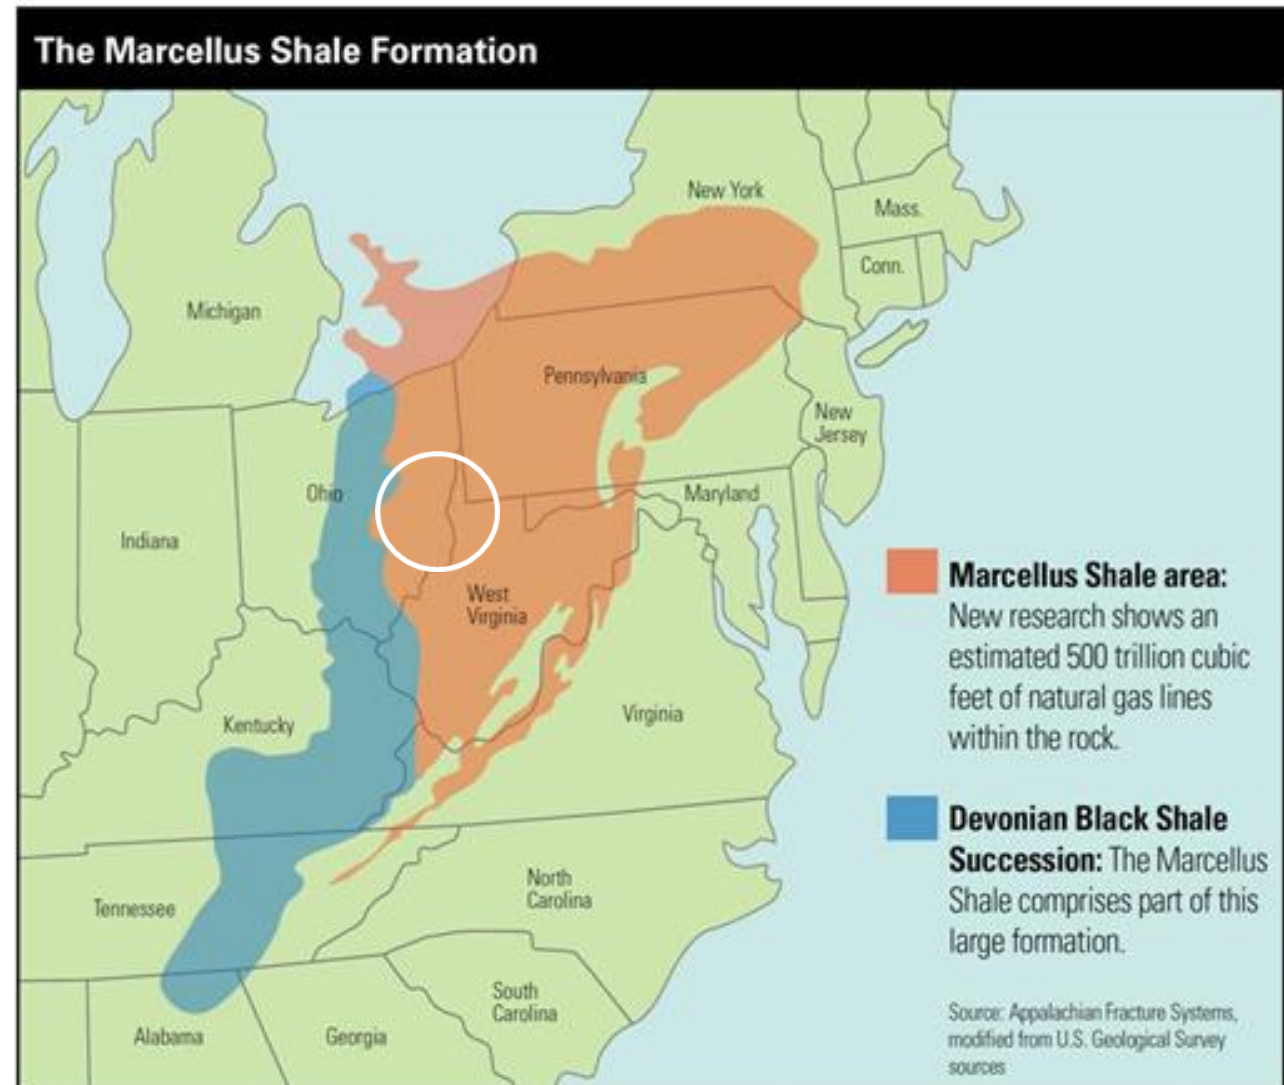 The Marcellus Shale Formation
New York
Mass.
Conn.
Michigan
Pennsylvania
New
Jersey
Ohio
Maryland
Indiana
West
Virginia
Kentucky
Virginia
North
Carolina
Tennessee
South
Carolina
Alabama
Georgia
Marcellus Shale area:
New research shows an
estimated 500 trillion cubic
feet of natural gas lines
within the rock.
Devonian Black Shale
Succession: The Marcellus
Shale comprises part of this
large formation.
Source: Appalachian Fracture Systems,
modified from U.S. Geological Survey
sources